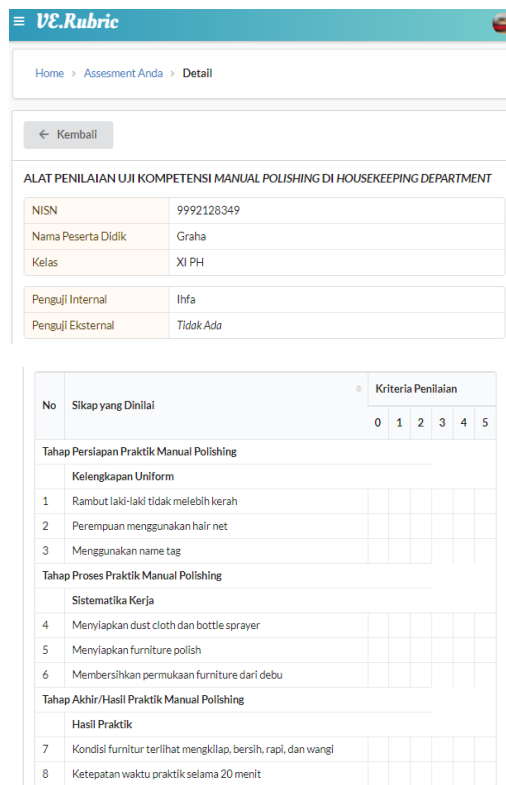 ≡ VE.Rubric
Home > Assesment Anda > Detail
← Kembali
ALAT PENILAIAN UJI KOMPETENSI MANUAL POLISHING DI HOUSEKEEPING DEPARTMENT
NISN 9992128349
Nama Peserta Didik Graha
Kelas XI PH
Penguji Internal Ihfa
Penguji Eksternal Tidak Ada
No Sikap yang Dinilai Kriteria Penilaian
0 1 2 3 4 5
Tahap Persiapan Praktik Manual Polishing
Kelengkapan Uniform
1 Rambut laki-laki tidak melebih kerah
2 Perempuan menggunakan hair net
3 Menggunakan name tag
Tahap Proses Praktik Manual Polishing
Sistematika Kerja
4 Menyiapkan dust cloth dan bottle sprayer
5 Menyiapkan furniture polish
6 Membersihkan permukaan furniture dari debu
Tahap Akhir/Hasil Praktik Manual Polishing
Hasil Praktik
7 Kondisi furnitur terlihat mengkilap, bersih, rapi, dan wangi
8 Ketepatan waktu praktik selama 20 menit